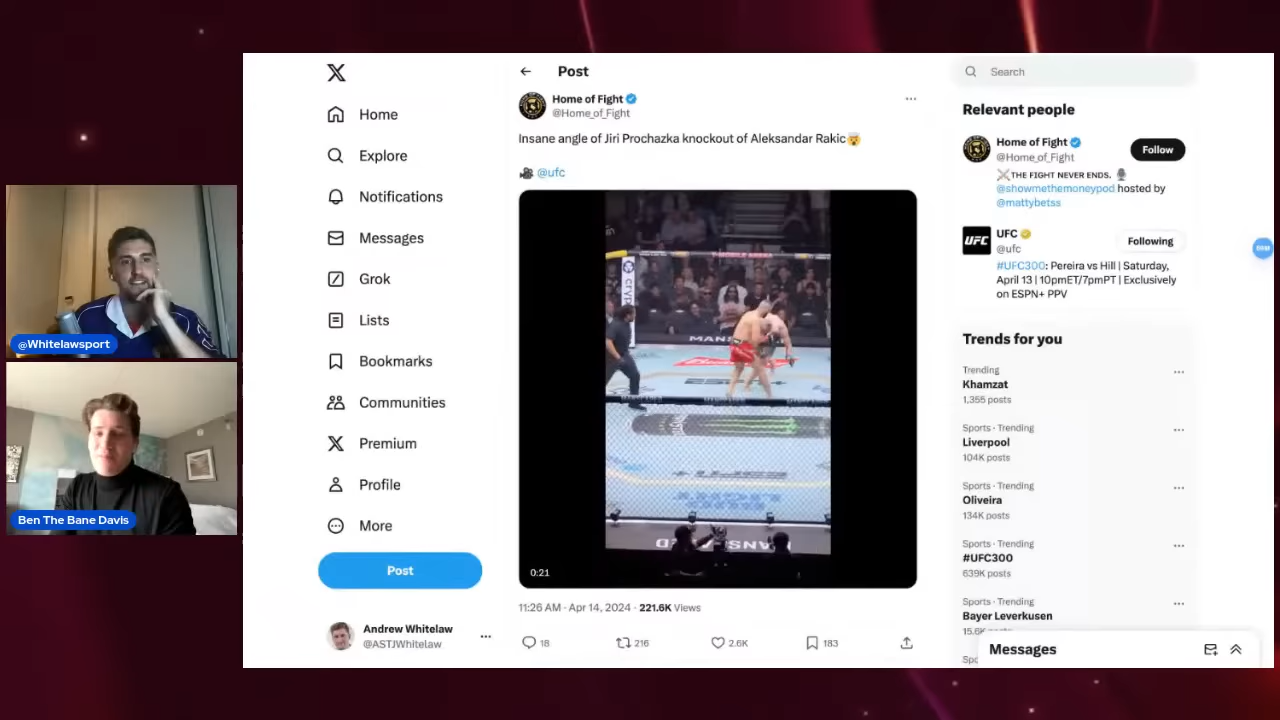 @Whitelawsport
Ben The Bane Davis
Home
Explore
Notifications
Messages
Grok
Lists
Bookmarks
Communities
Premium
Profile
More
Post
Andrew Whitelaw
@ASTJWhitelaw
Post
Home of Fight
@Home_of_Fight
Insane angle of Jiri Prochazka knockout of Aleksandar Rakic🤯
🎥 @ufc
0:21
11:26 AM · Apr 14, 2024 · 221.6K Views
18 216 2.6K 183
Search
Relevant people
Home of Fight
@Home_of_Fight
Follow
⚔️THE FIGHT NEVER ENDS. 🎙️
@showmethemoneypod hosted by
@mattybetss
UFC
UFC
@ufc
Following
#UFC300: Pereira vs Hill | Saturday,
April 13 | 10pmET/7pmPT | Exclusively
on ESPN+ PPV
Trends for you
Trending
Khamzat
1,355 posts
Sports · Trending
Liverpool
104K posts
Sports · Trending
Oliveira
134K posts
Sports · Trending
#UFC300
639K posts
Sports · Trending
Bayer Leverkusen
Messages